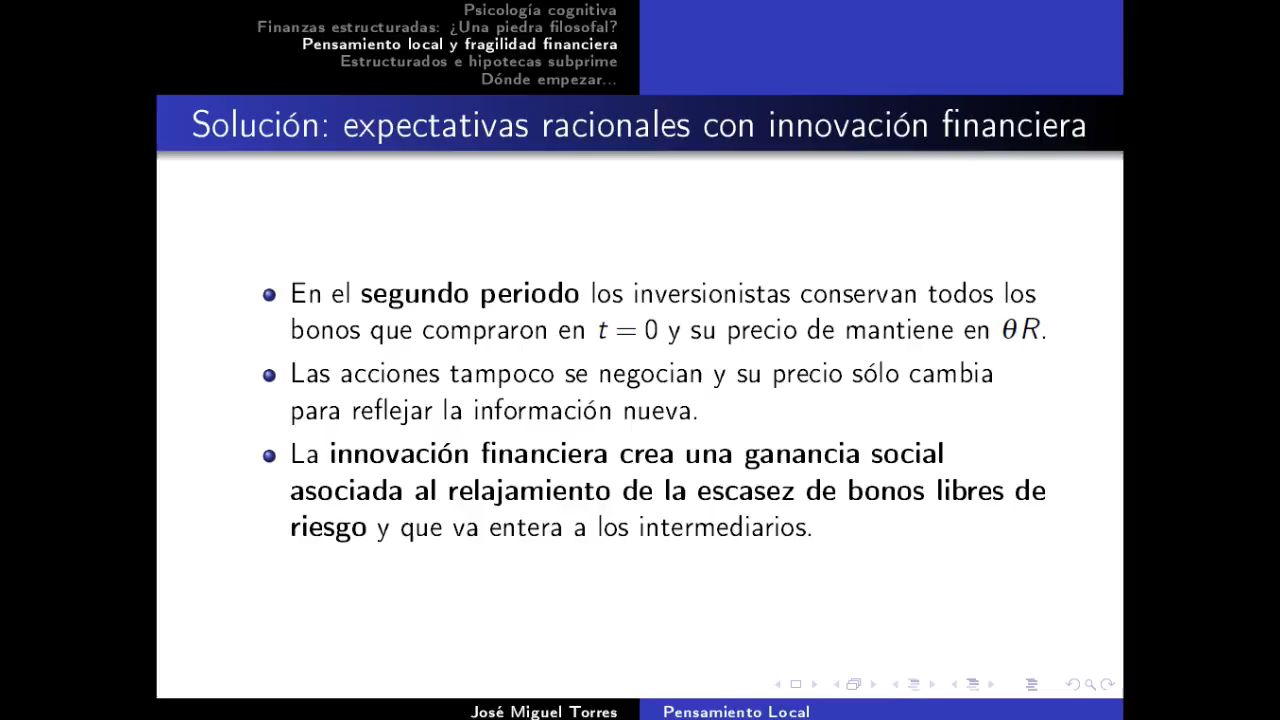 Psicología cognitiva
Finanzas estructuradas: ¿Una piedra filosofal?
Pensamiento local y fragilidad financiera
Estructurados e hipotecas subprime
Dónde empezar...
Solución: expectativas racionales con innovación financiera
En el segundo periodo los inversionistas conservan todos los
bonos que compraron en t = 0 y su precio de mantiene en θR.
Las acciones tampoco se negocian y su precio sólo cambia
para reflejar la información nueva.
La innovación financiera crea una ganancia social
asociada al relajamiento de la escasez de bonos libres de
riesgo y que va entera a los intermediarios.
José Miguel Torres
Pensamiento Local